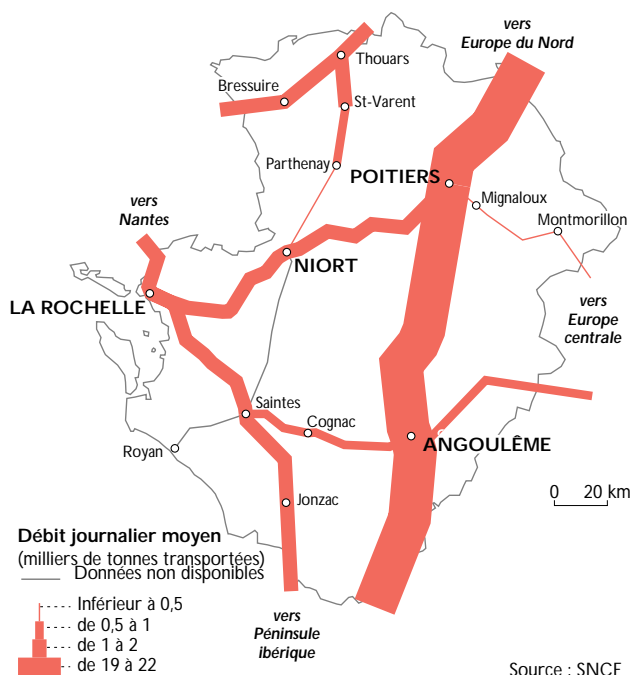 vers
Europe du Nord
Thouars
Bressuire
St-Varent
Parthenay
POITIERS
Mignaloux
Montmorillon
vers
Nantes
NIORT
LA ROCHELLE
vers
Europe
centrale
Saintes
Cognac
ANGOULÊME
Royan
Jonzac
0 20 km
Débit journalier moyen
(milliers de tonnes transportées)
Données non disponibles
Inférieur à 0,5
de 0,5 à 1
de 1 à 2
de 19 à 22
vers
Péninsule
ibérique
Source : SNCF